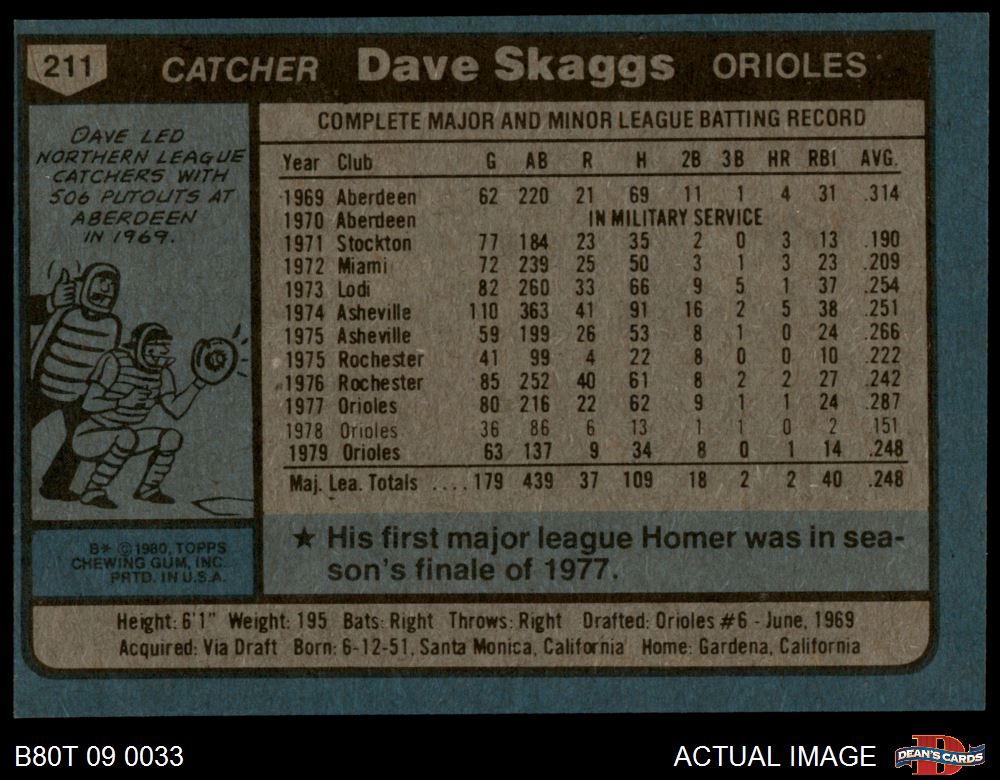 211 CATCHER Dave Skaggs ORIOLES
DAVE LED
NORTHERN LEAGUE
CATCHERS WITH
506 PUTOUTS AT
ABERDEEN
IN 1969.
COMPLETE MAJOR AND MINOR LEAGUE BATTING RECORD
Year Club G AB R H 2B 3B HR RBI AVG.
1969 Aberdeen 62 220 21 69 11 1 4 31 .314
1970 Aberdeen IN MILITARY SERVICE
1971 Stockton 77 184 23 35 2 0 3 13 .190
1972 Miami 72 239 25 50 3 1 3 23 .209
1973 Lodi 82 260 33 66 9 5 1 37 .254
1974 Asheville 110 363 41 91 16 2 5 38 .251
1975 Asheville 59 199 26 53 8 1 0 24 .266
1975 Rochester 41 99 4 22 8 0 0 10 .222
1976 Rochester 85 252 40 61 8 2 2 27 .242
1977 Orioles 80 216 22 62 9 1 1 24 .287
1978 Orioles 36 86 6 13 1 1 0 2 .151
1979 Orioles 63 137 9 34 8 0 1 14 .248
Maj. Lea. Totals ....179 439 37 109 18 2 2 40 .248
★ His first major league Homer was in sea-
son's finale of 1977.
B* © 1980, TOPPS
CHEWING GUM, INC.
PRTD. IN U.S.A.
Height: 6'1" Weight: 195 Bats: Right Throws: Right Drafted: Orioles #6 - June, 1969
Acquired: Via Draft Born: 6-12-51, Santa Monica, California Home: Gardena, California
B80T 09 0033
ACTUAL IMAGE
DEAN'S CARDS